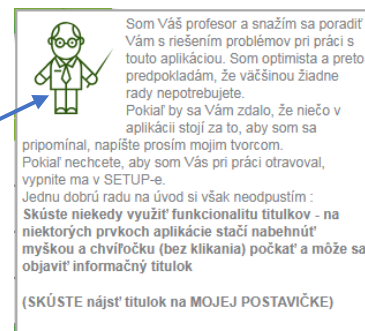 Som Váš profesor a snažím sa poradiť
Vám s riešením problémov pri práci s
touto aplikáciou. Som optimista a preto
predpokladám, že väčšinou žiadne
rady nepotrebujete.
Pokiaľ by sa Vám zdalo, že niečo v
aplikácii stojí za to, aby som sa
pripomínal, napíšte prosím mojim tvorcom.
Pokiaľ nechcete, aby som Vás pri práci otravoval,
vypnite ma v SETUP-e.
Jednu dobrú radu na úvod si však neodpustím :
Skúste niekedy využiť funkcionalitu titulkov - na
niektorých prvkoch aplikácie stačí nabehnúť
myškou a chvíľočku (bez klikania) počkať a môže sa
objaviť informačný titulok
(SKÚSTE nájsť titulok na MOJEJ POSTAVIČKE)